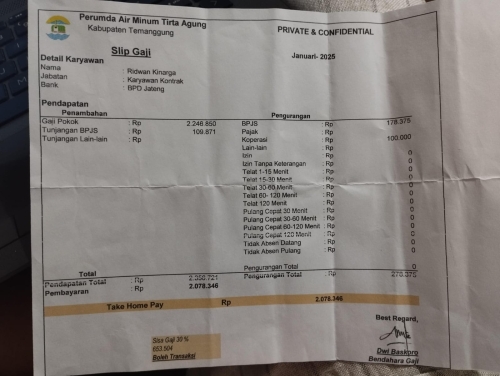 Perumda Air Minum Tirta Agung
Kabupaten Temanggung
PRIVATE & CONFIDENTIAL
Slip Gaji
Januari- 2025
Detail Karyawan
Nama : Ridwan Kinarga
Jabatan : Karyawan Kontrak
Bank : BPD Jateng
Pendapatan
Penambahan Pengurangan
Gaji Pokok : Rp 2.246.850 BPJS : Rp 178.375
Tunjangan BPJS : Rp 109.871 Pajak : Rp
Tunjangan Lain-lain : Rp Koperasi : Rp 100.000
Lain-lain : Rp 0
Izin : Rp 0
Izin Tanpa Keterangan : Rp 0
Telat 1-15 Menit : Rp 0
Telat 15-30 Menit : Rp 0
Telat 30-60 Menit : Rp 0
Telat 60- 120 Menit : Rp 0
Telat 120 Menit : Rp 0
Pulang Cepat 30 Menit : Rp 0
Pulang Cepat 30-60 Menit : Rp 0
Pulang Cepat 60-120 Menit : Rp 0
Pulang Cepat 120 Menit : Rp 0
Tidak Absen Datang : Rp 0
Tidak Absen Pulang : Rp 0
Total Pengurangan Total : Rp 0
Pendapatan Total : Rp Pengurangan Total : Rp 278.375
Pembayaran : Rp 2.078.346
Take Home Pay Rp 2.078.346
Best Regard,
Sisa Gaji 30 %
653.504
Boleh Transaksi
Dwi Baskoro
Bendahara Gaji